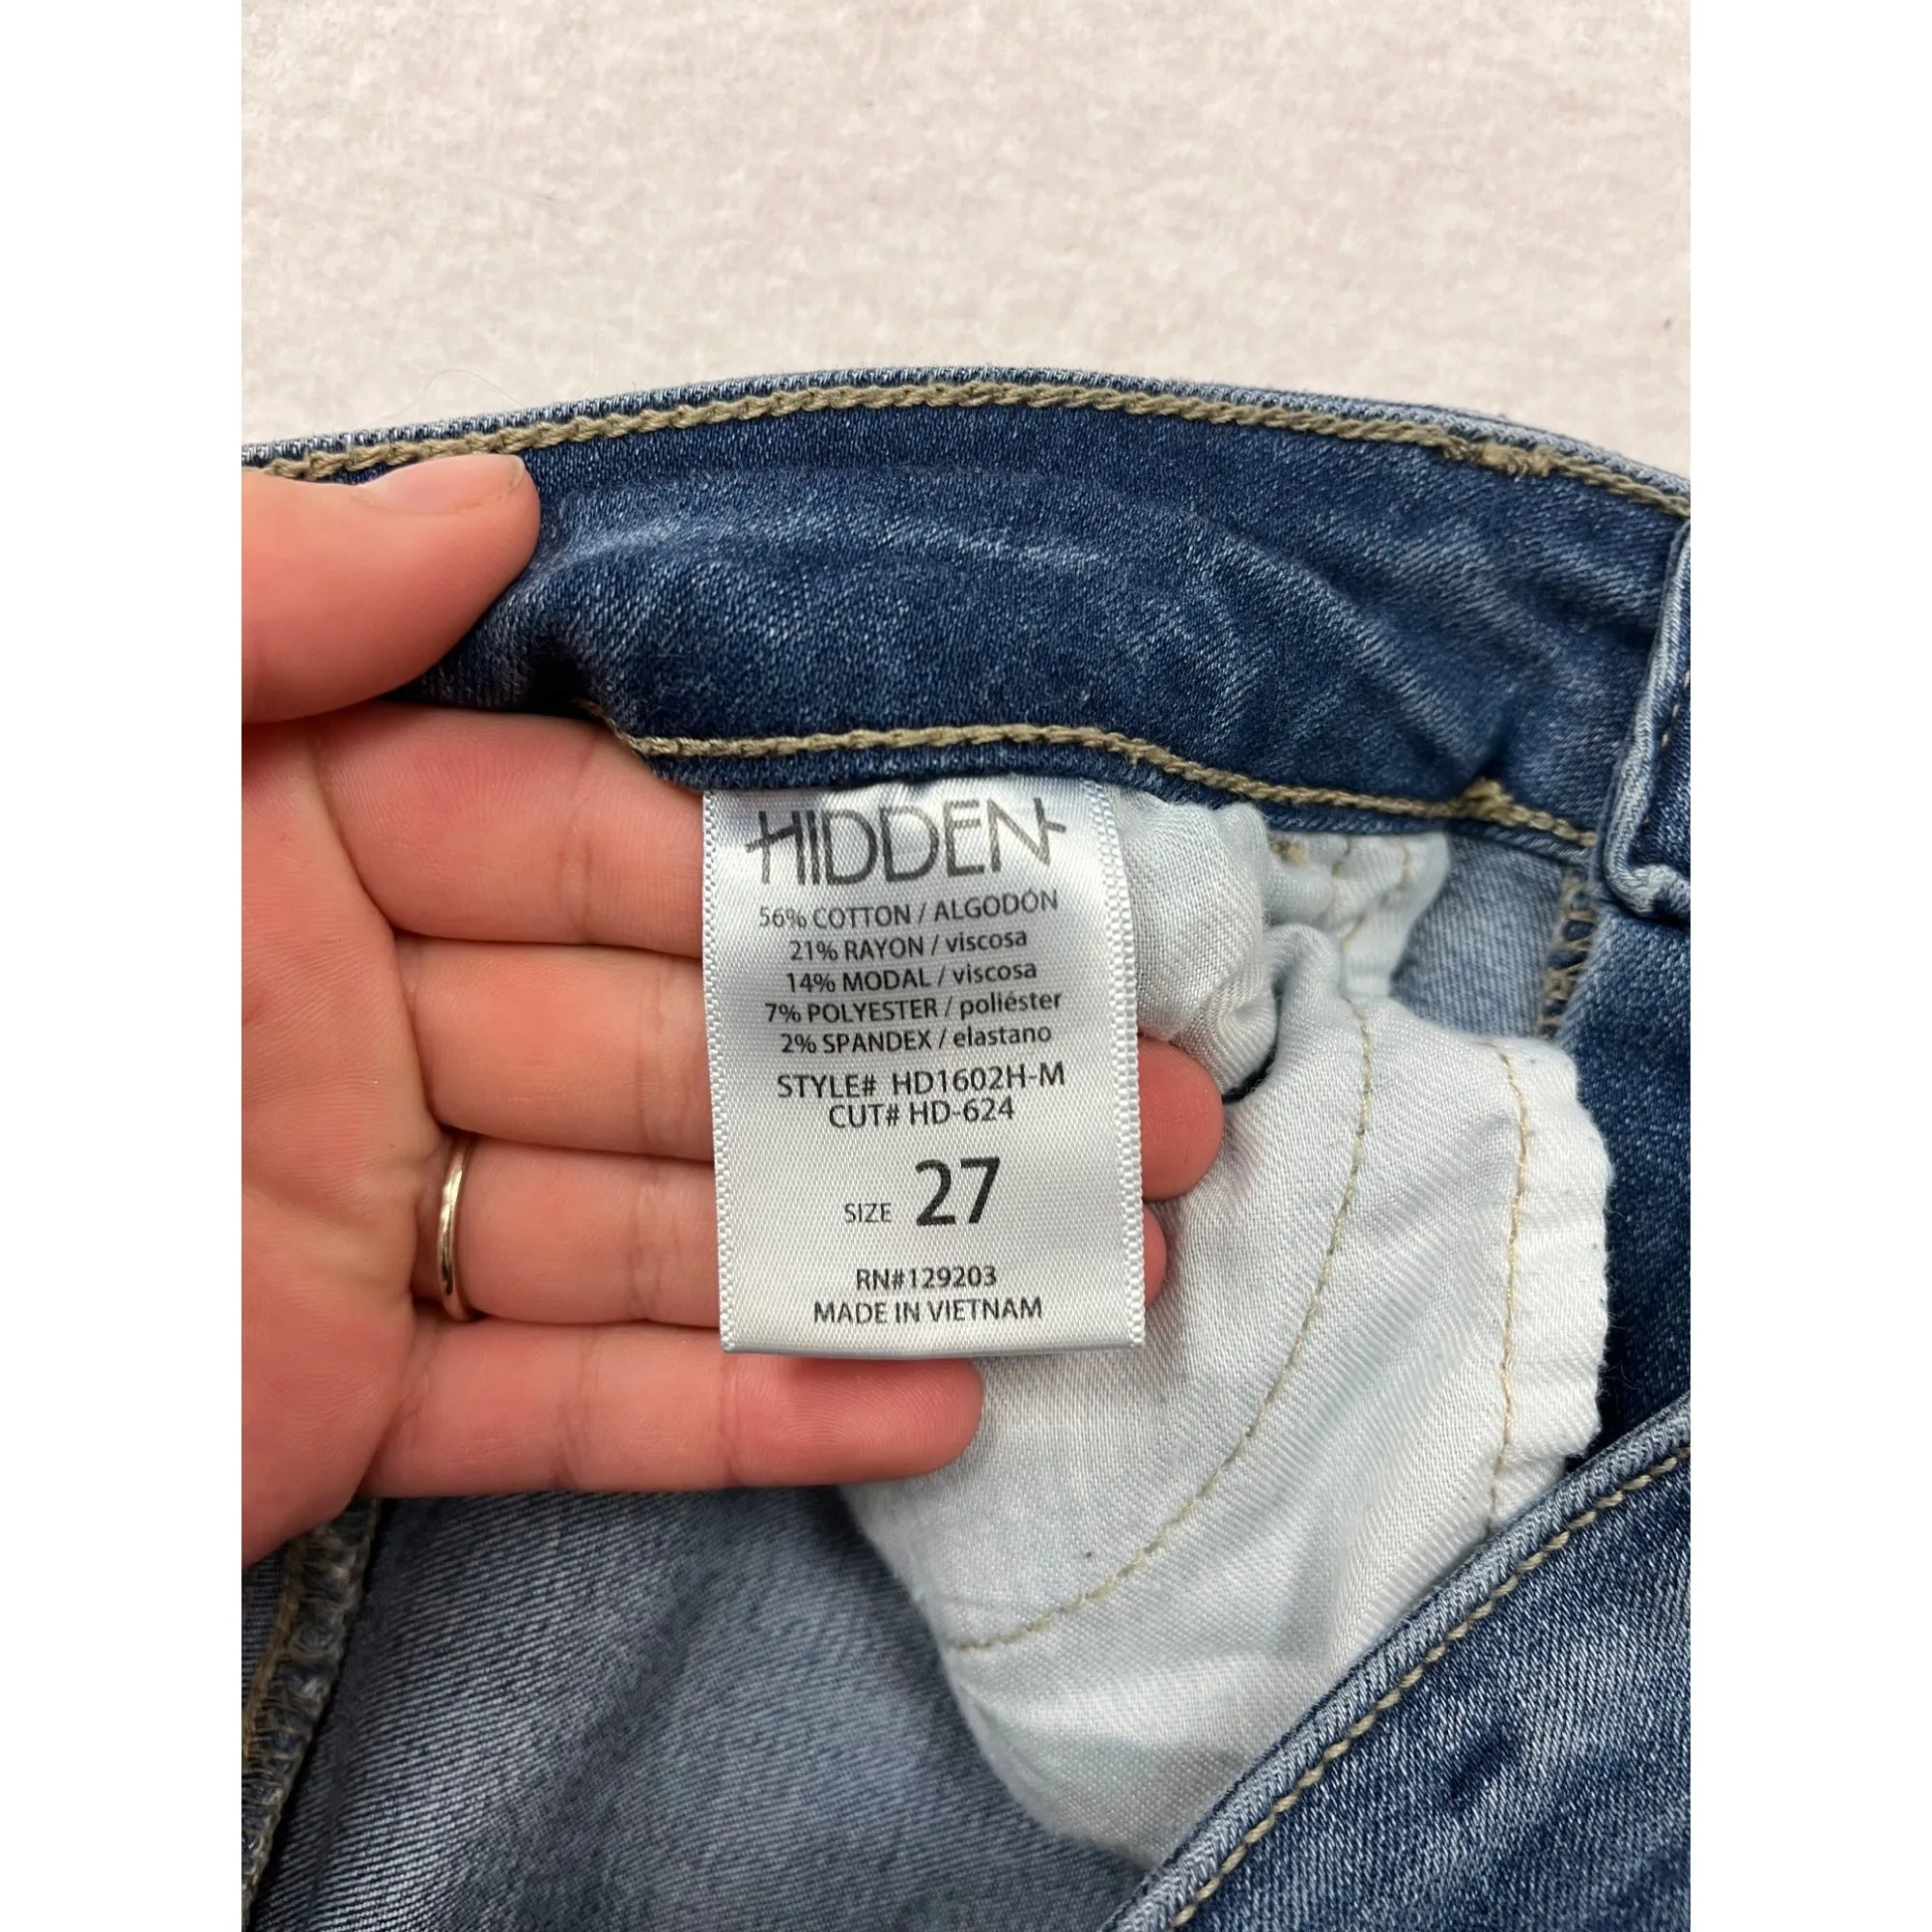 HIDDEN
56% COTTON / ALGODÓN
21% RAYON / viscosa
14% MODAL / viscosa
7% POLYESTER / poliéster
2% SPANDEX / elastano
STYLE# HD1602H-M
CUT# HD-624
SIZE 27
RN#129203
MADE IN VIETNAM